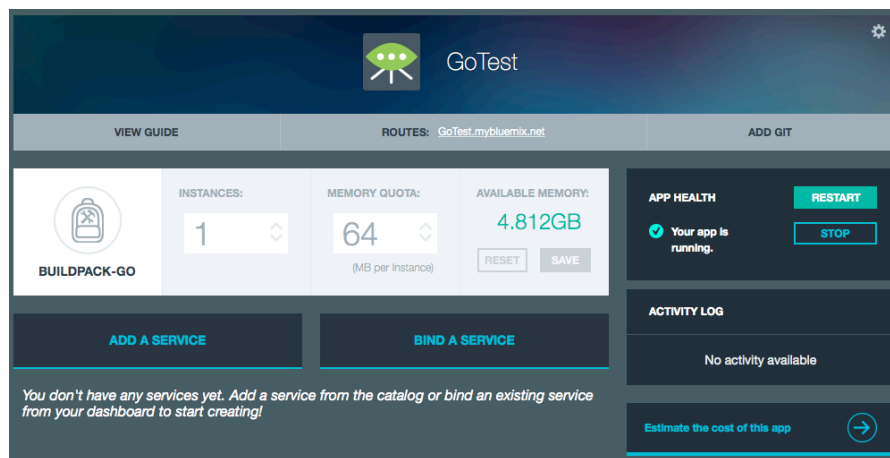 GoTest
VIEW GUIDE
ROUTES: GoTest.mybluemix.net
ADD GIT
BUILDPACK-GO
INSTANCES:
1
MEMORY QUOTA:
64
(MB per Instance)
AVAILABLE MEMORY:
4.812GB
RESET
SAVE
APP HEALTH
RESTART
Your app is
running.
STOP
ADD A SERVICE
BIND A SERVICE
You don't have any services yet. Add a service from the catalog or bind an existing service
from your dashboard to start creating!
ACTIVITY LOG
No activity available
Estimate the cost of this app